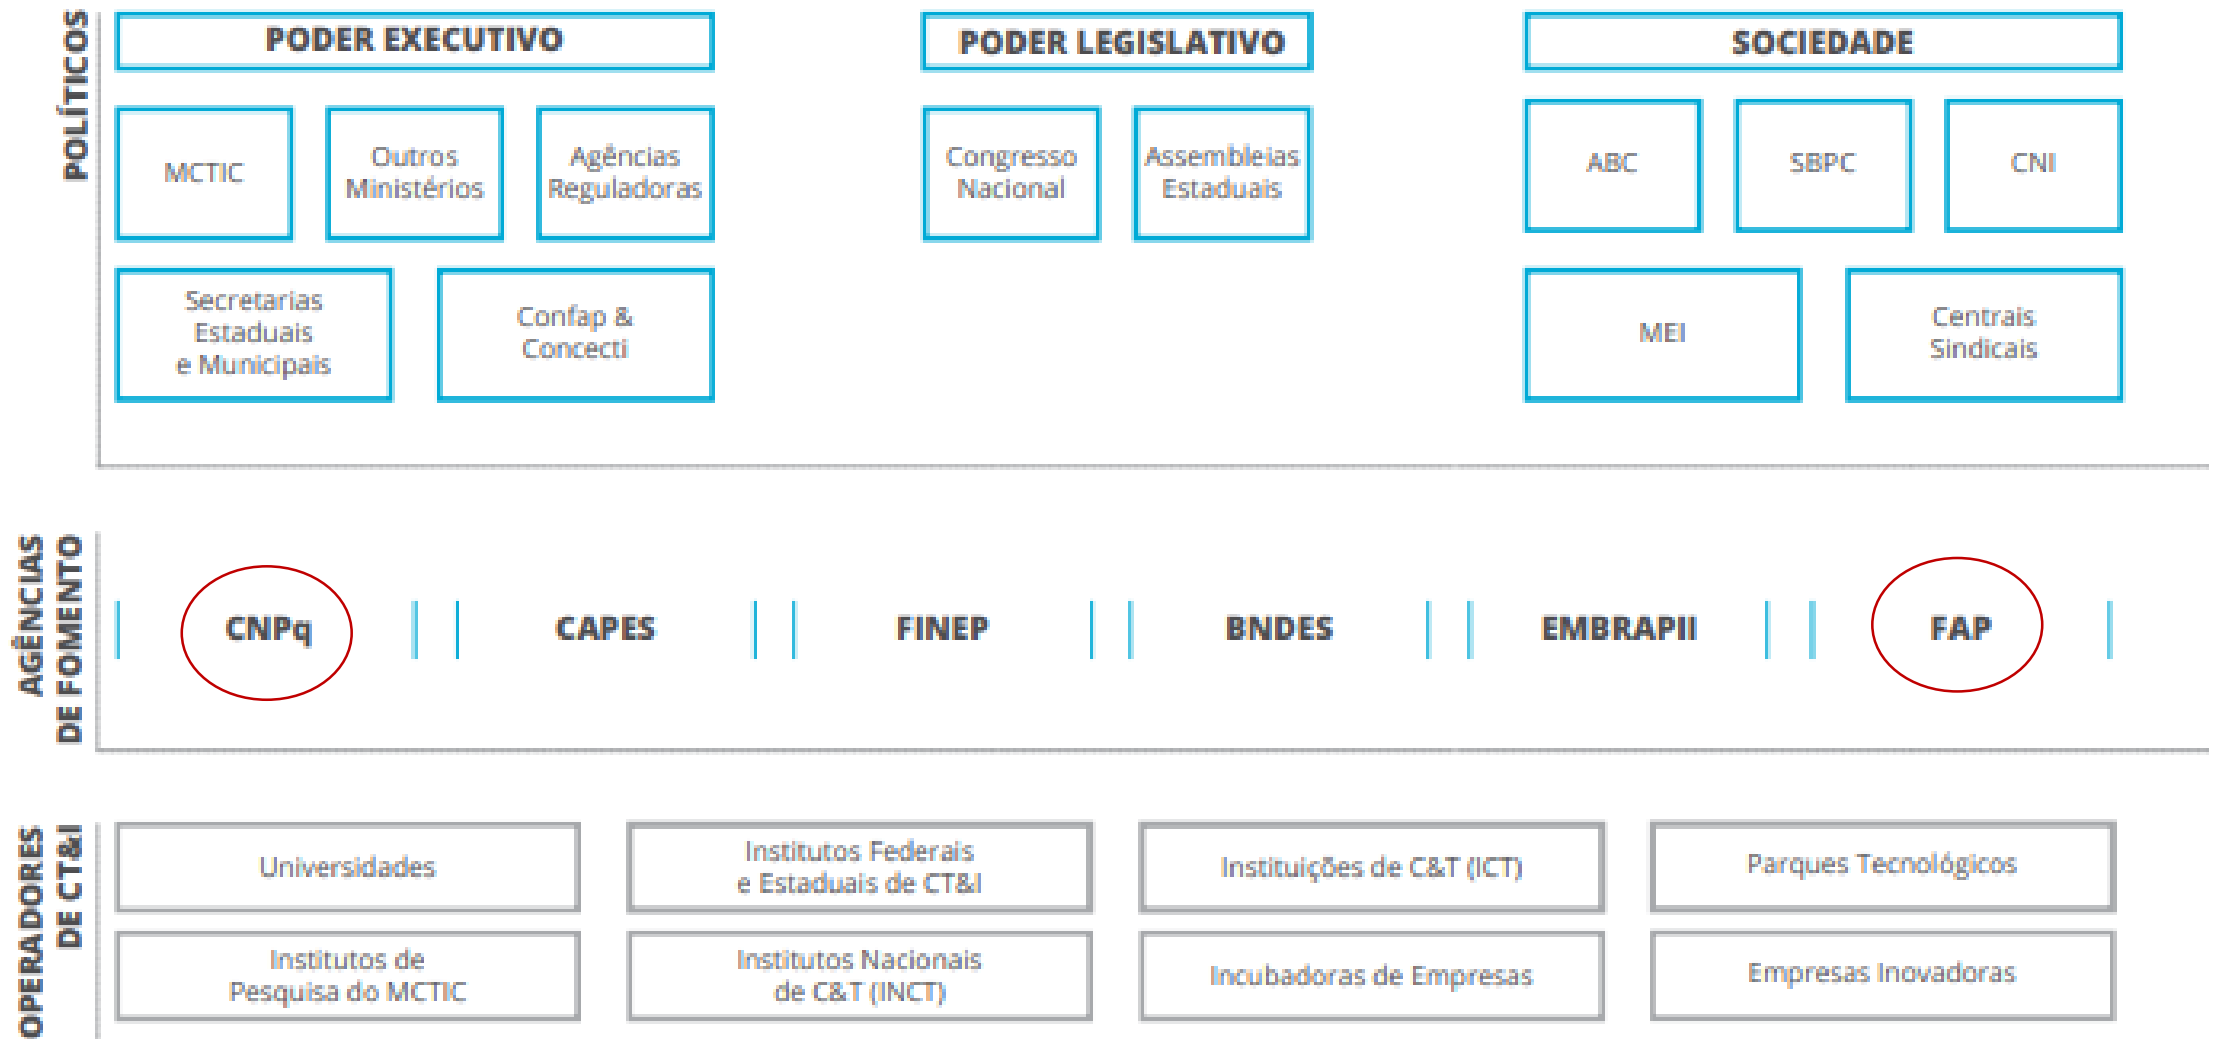 POLÍTICOS
PODER EXECUTIVO
PODER LEGISLATIVO
SOCIEDADE
MCTIC
Outros
Ministérios
Agências
Reguladoras
Congresso
Nacional
Assembleias
Estaduais
ABC
SBPC
CNI
Secretarias
Estaduais
e Municipais
Confap &
Concecti
MEI
Centrais
Sindicais
AGÊNCIAS
DE FOMENTO
CNPq
CAPES
FINEP
BNDES
EMBRAPII
FAP
OPERADORES
DE CT&I
Universidades
Institutos Federais
e Estaduais de CT&I
Instituições de C&T (ICT)
Parques Tecnológicos
Institutos de
Pesquisa do MCTIC
Institutos Nacionais
de C&T (INCT)
Incubadoras de Empresas
Empresas Inovadoras